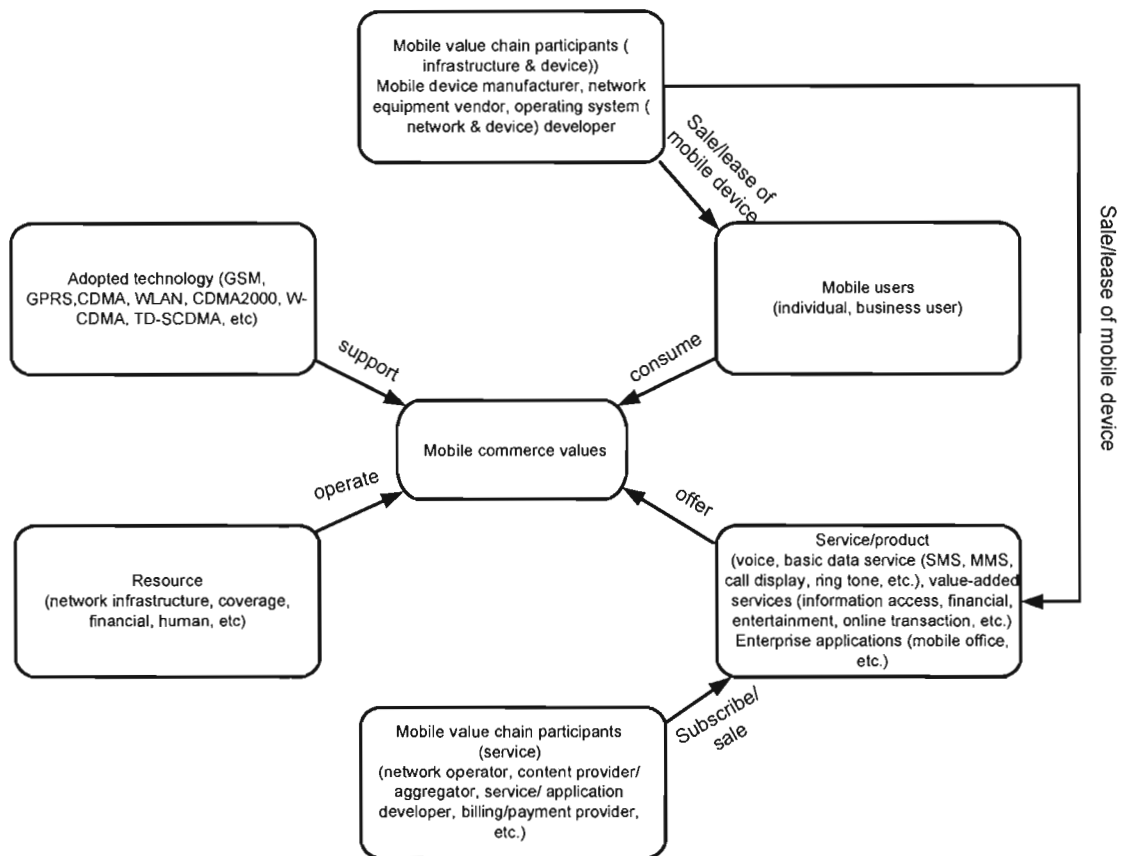 Mobile value chain participants (
infrastructure & device))
Mobile device manufacturer, network
equipment vendor, operating system (
network & device) developer
Sale/lease of
mobile device
Sale/lease of mobile device
Adopted technology (GSM,
GPRS,CDMA, WLAN, CDMA2000, W-
CDMA, TD-SCDMA, etc)
Mobile users
(individual, business user)
support
consume
Mobile commerce values
operate
offer
Resource
(network infrastructure, coverage,
financial, human, etc)
Service/product
(voice, basic data service (SMS, MMS,
call display, ring tone, etc.), value-added
services (information access, financial,
entertainment, online transaction, etc.)
Enterprise applications (mobile office,
etc.)
Subscribe/
sale
Mobile value chain participants
(service)
(network operator, content provider/
aggregator, service/ application
developer, billing/payment provider,
etc.)